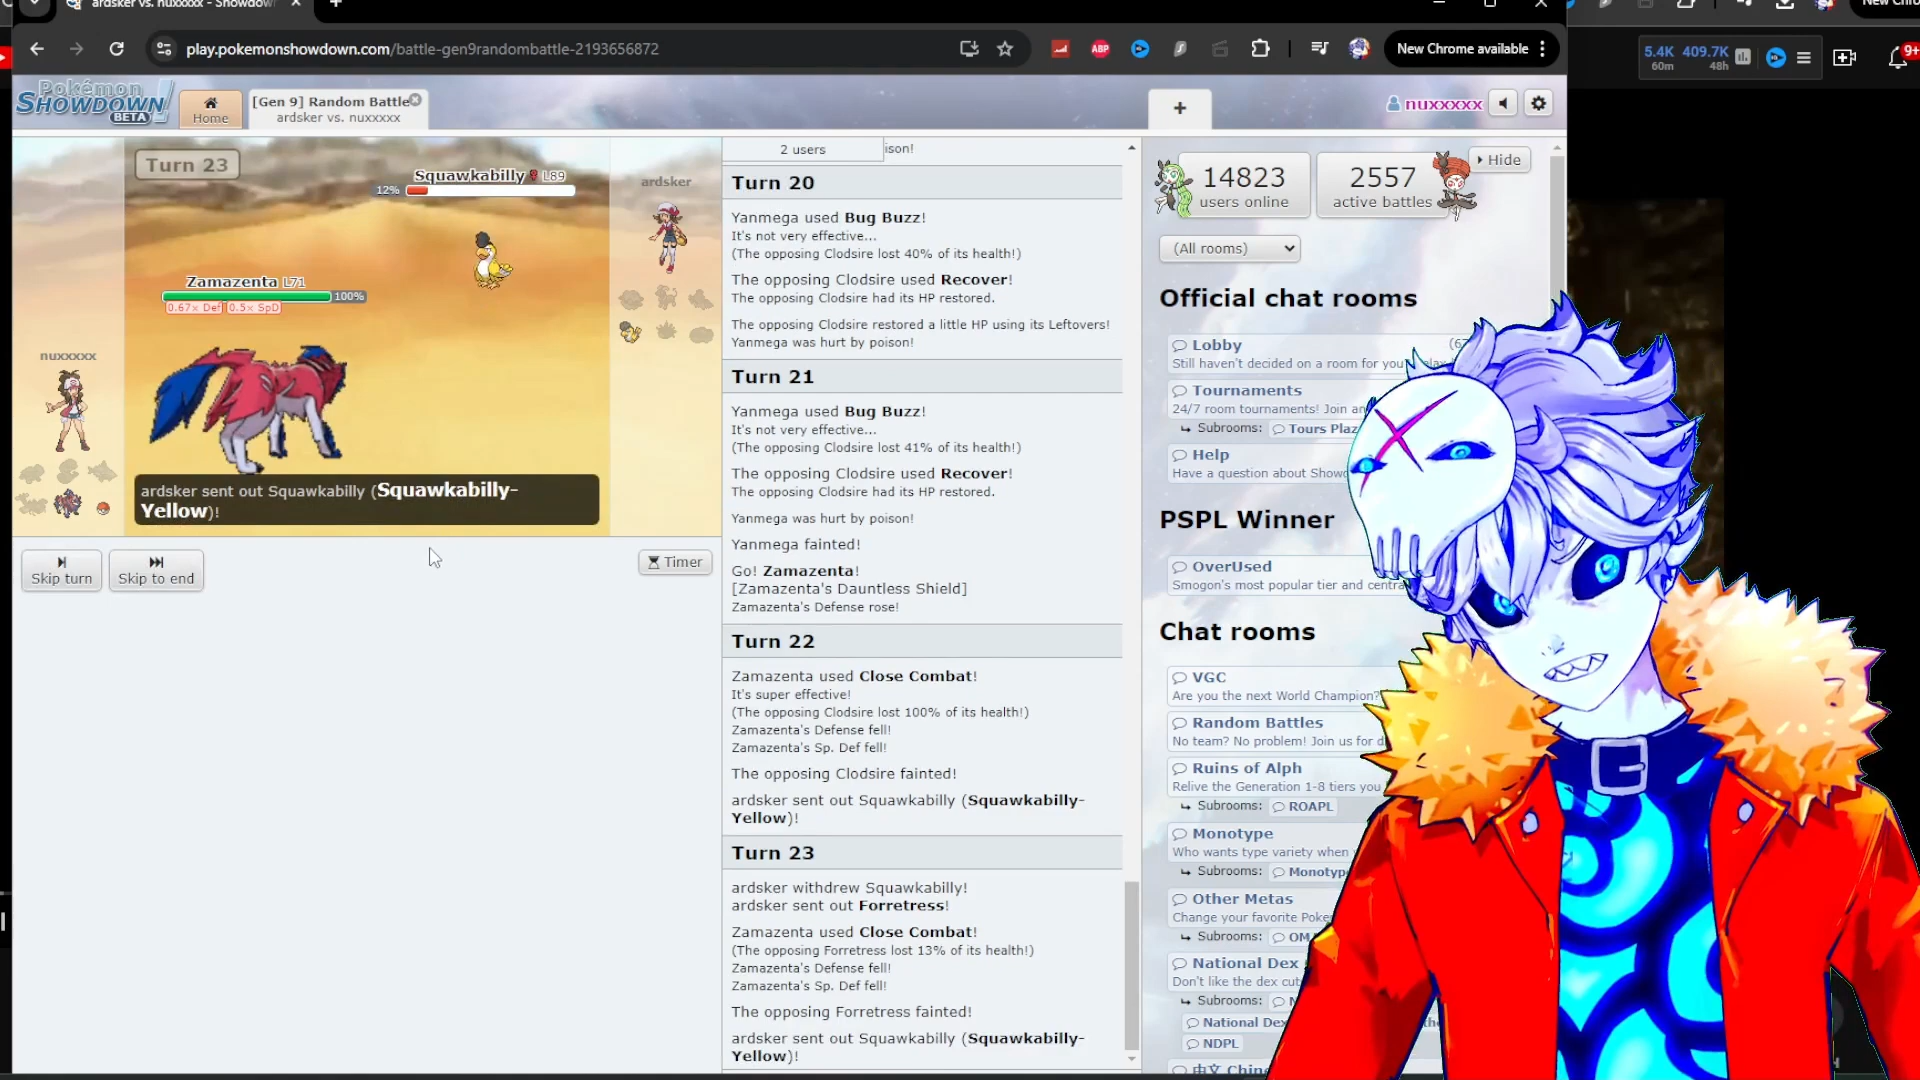 ardsker vs. nuxxxxx - Showdown
play.pokemonshowdown.com/battle-gen9randombattle-2193656872
ABP
New Chrome available
5.4K 409.7K
60m 48h
9+
Pokémon
SHOWDOWN!
BETA
Home
[Gen 9] Random Battle
ardsker vs. nuxxxxx
+
nuxxxxx
Turn 23
Squawkabilly L89
12%
ardsker
Zamazenta L71
100%
0.67× Def 0.5× SpD
nuxxxxx
ardsker sent out Squawkabilly (Squawkabilly-
Yellow)!
Skip turn
Skip to end
Timer
2 users
ison!
Turn 20
Yanmega used Bug Buzz!
It's not very effective...
(The opposing Clodsire lost 40% of its health!)
The opposing Clodsire used Recover!
The opposing Clodsire had its HP restored.
The opposing Clodsire restored a little HP using its Leftovers!
Yanmega was hurt by poison!
Turn 21
Yanmega used Bug Buzz!
It's not very effective...
(The opposing Clodsire lost 41% of its health!)
The opposing Clodsire used Recover!
The opposing Clodsire had its HP restored.
Yanmega was hurt by poison!
Yanmega fainted!
Go! Zamazenta!
[Zamazenta's Dauntless Shield]
Zamazenta's Defense rose!
Turn 22
Zamazenta used Close Combat!
It's super effective!
(The opposing Clodsire lost 100% of its health!)
Zamazenta's Defense fell!
Zamazenta's Sp. Def fell!
The opposing Clodsire fainted!
ardsker sent out Squawkabilly (Squawkabilly-
Yellow)!
Turn 23
ardsker withdrew Squawkabilly!
ardsker sent out Forretress!
Zamazenta used Close Combat!
(The opposing Forretress lost 13% of its health!)
Zamazenta's Defense fell!
Zamazenta's Sp. Def fell!
The opposing Forretress fainted!
ardsker sent out Squawkabilly (Squawkabilly-
Yellow)!
14823
users online
2557
active battles
Hide
(All rooms)
Official chat rooms
Lobby
Still haven't decided on a room for you
Tournaments
24/7 room tournaments! Join an
Subrooms: Tours Plaz
Help
Have a question about Show
PSPL Winner
OverUsed
Smogon's most popular tier and centra
Chat rooms
VGC
Are you the next World Champion?
Random Battles
No team? No problem! Join us for d
Ruins of Alph
Relive the Generation 1-8 tiers you
Subrooms: ROAPL
Monotype
Who wants type variety when
Subrooms: Monotyp
Other Metas
Change your favorite Poke
Subrooms: OM
National Dex
Don't like the dex cut
Subrooms: N
National Dex
NDPL
中文 Chine